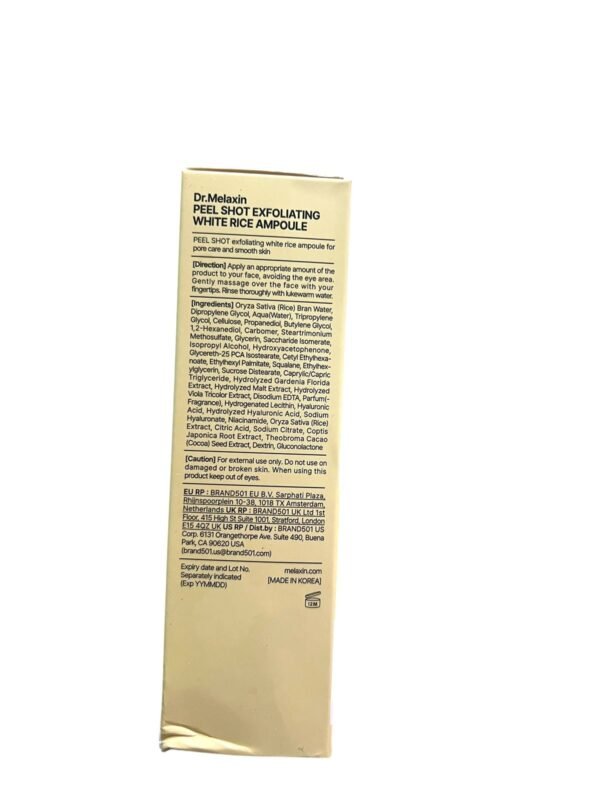 Dr.Melaxin
PEEL SHOT EXFOLIATING
WHITE RICE AMPOULE
PEEL SHOT exfoliating white rice ampoule for
pore care and smooth skin
[Direction] Apply an appropriate amount of the
product to your face, avoiding the eye area.
Gently massage over the face with your
fingertips. Rinse thoroughly with lukewarm water.
[Ingredients] Oryza Sativa (Rice) Bran Water,
Dipropylene Glycol, Aqua(Water), Tripropylene
Glycol, Cellulose, Propanediol, Butylene Glycol,
1,2-Hexanediol, Carbomer, Steartrimonium
Methosulfate, Glycerin, Saccharide Isomerate,
Isopropyl Alcohol, Hydroxyacetophenone,
Glycereth-25 PCA Isostearate, Cetyl Ethylhexa-
noate, Ethylhexyl Palmitate, Squalane, Ethylhex-
ylglycerin, Sucrose Distearate, Caprylic/Capric
Triglyceride, Hydrolyzed Gardenia Florida
Extract, Hydrolyzed Malt Extract, Hydrolyzed
Viola Tricolor Extract, Disodium EDTA, Parfum(-
Fragrance), Hydrogenated Lecithin, Hyaluronic
Acid, Hydrolyzed Hyaluronic Acid, Sodium
Hyaluronate, Niacinamide, Oryza Sativa (Rice)
Extract, Citric Acid, Sodium Citrate, Coptis
Japonica Root Extract, Theobroma Cacao
(Cocoa) Seed Extract, Dextrin, Gluconolactone
[Caution] For external use only. Do not use on
damaged or broken skin. When using this
product keep out of eyes.
EU RP : BRAND501 EU B.V. Sarphati Plaza,
Rhijnspoorplein 10-38, 1018 TX Amsterdam,
Netherlands UK RP : BRAND501 UK Ltd 1st
Floor, 415 High St Suite 1001, Stratford, London
E15 4QZ UK US RP / Dist.by : BRAND501 US
Corp. 6131 Orangethorpe Ave. Suite 490, Buena
Park, CA 90620 USA
(brand501.us@brand501.com)
Expiry date and Lot No. melaxin.com
Separately indicated [MADE IN KOREA]
(Exp YYMMDD)
12M